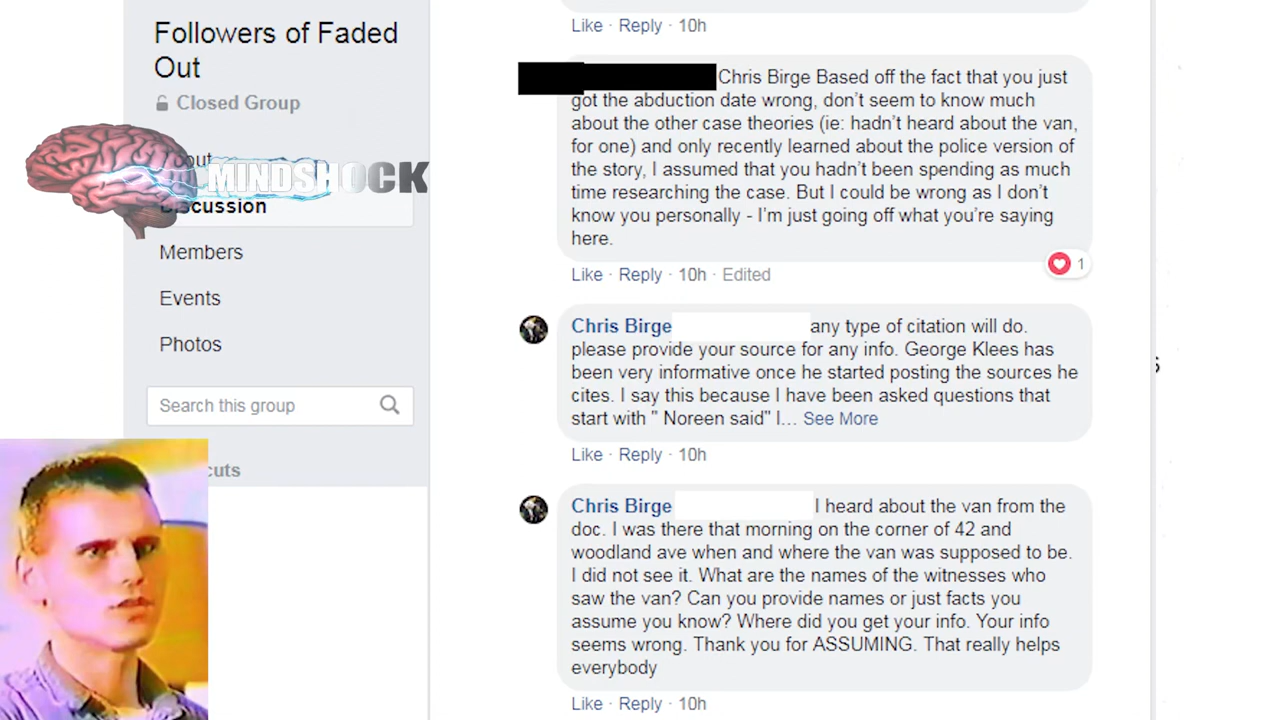 Followers of Faded
Out
Closed Group
MINDSHOCK
Discussion
Members
Events
Photos
Search this group
cuts
Like · Reply · 10h
Chris Birge Based off the fact that you just
got the abduction date wrong, don't seem to know much
about the other case theories (ie: hadn't heard about the van,
for one) and only recently learned about the police version of
the story, I assumed that you hadn't been spending as much
time researching the case. But I could be wrong as I don't
know you personally - I'm just going off what you're saying
here.
1
Like · Reply · 10h · Edited
Chris Birge any type of citation will do.
please provide your source for any info. George Klees has
been very informative once he started posting the sources he
cites. I say this because I have been asked questions that
start with " Noreen said" I... See More
Like · Reply · 10h
Chris Birge I heard about the van from the
doc. I was there that morning on the corner of 42 and
woodland ave when and where the van was supposed to be.
I did not see it. What are the names of the witnesses who
saw the van? Can you provide names or just facts you
assume you know? Where did you get your info. Your info
seems wrong. Thank you for ASSUMING. That really helps
everybody
Like · Reply · 10h